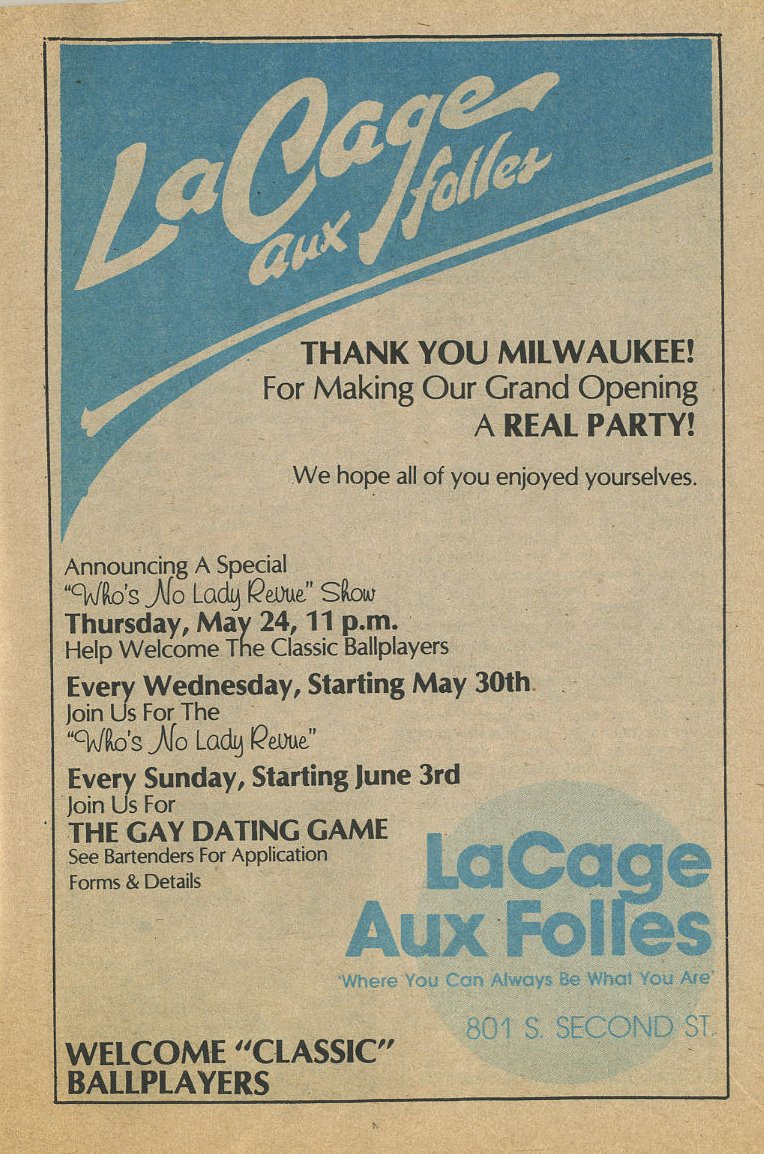 La Cage
aux folles
THANK YOU MILWAUKEE!
For Making Our Grand Opening
A REAL PARTY!
We hope all of you enjoyed yourselves.
Announcing A Special
"Who's No Lady Revue" Show
Thursday, May 24, 11 p.m.
Help Welcome The Classic Ballplayers
Every Wednesday, Starting May 30th
Join Us For The
"Who's No Lady Revue"
Every Sunday, Starting June 3rd
Join Us For
THE GAY DATING GAME
See Bartenders For Application
Forms & Details
LaCage
Aux Folles
'Where You Can Always Be What You Are'
801 S. SECOND ST.
WELCOME "CLASSIC"
BALLPLAYERS